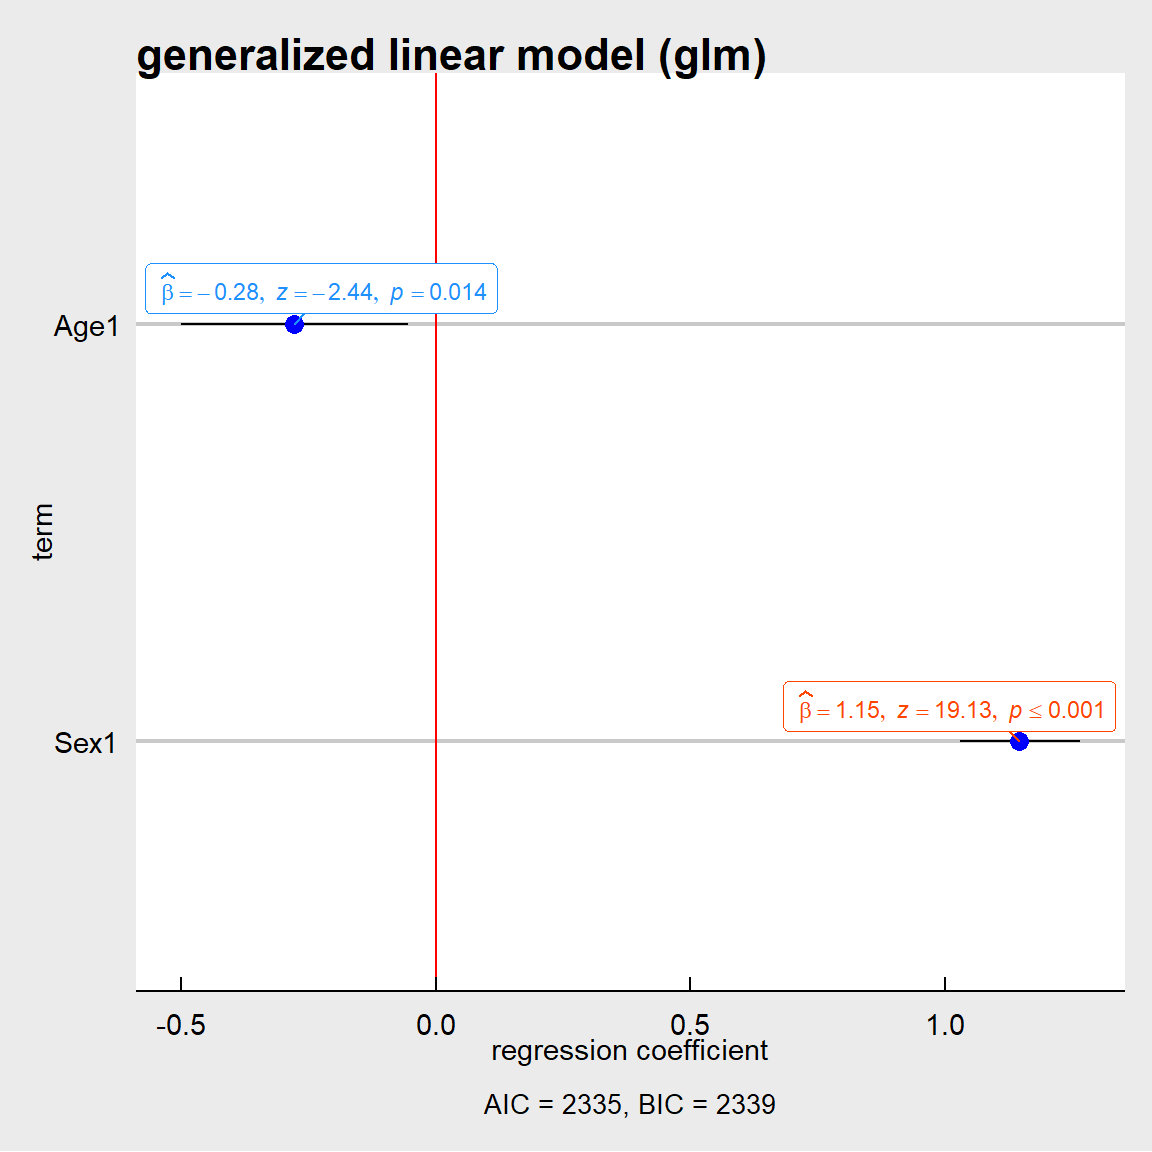 generalized linear model (glm)
β̂ = − 0.28, z = −2.44, p = 0.014
Age1
term
β̂ = 1.15, z = 19.13, p ≤ 0.001
Sex1
-0.5 0.0 0.5 1.0
regression coefficient
AIC = 2335, BIC = 2339